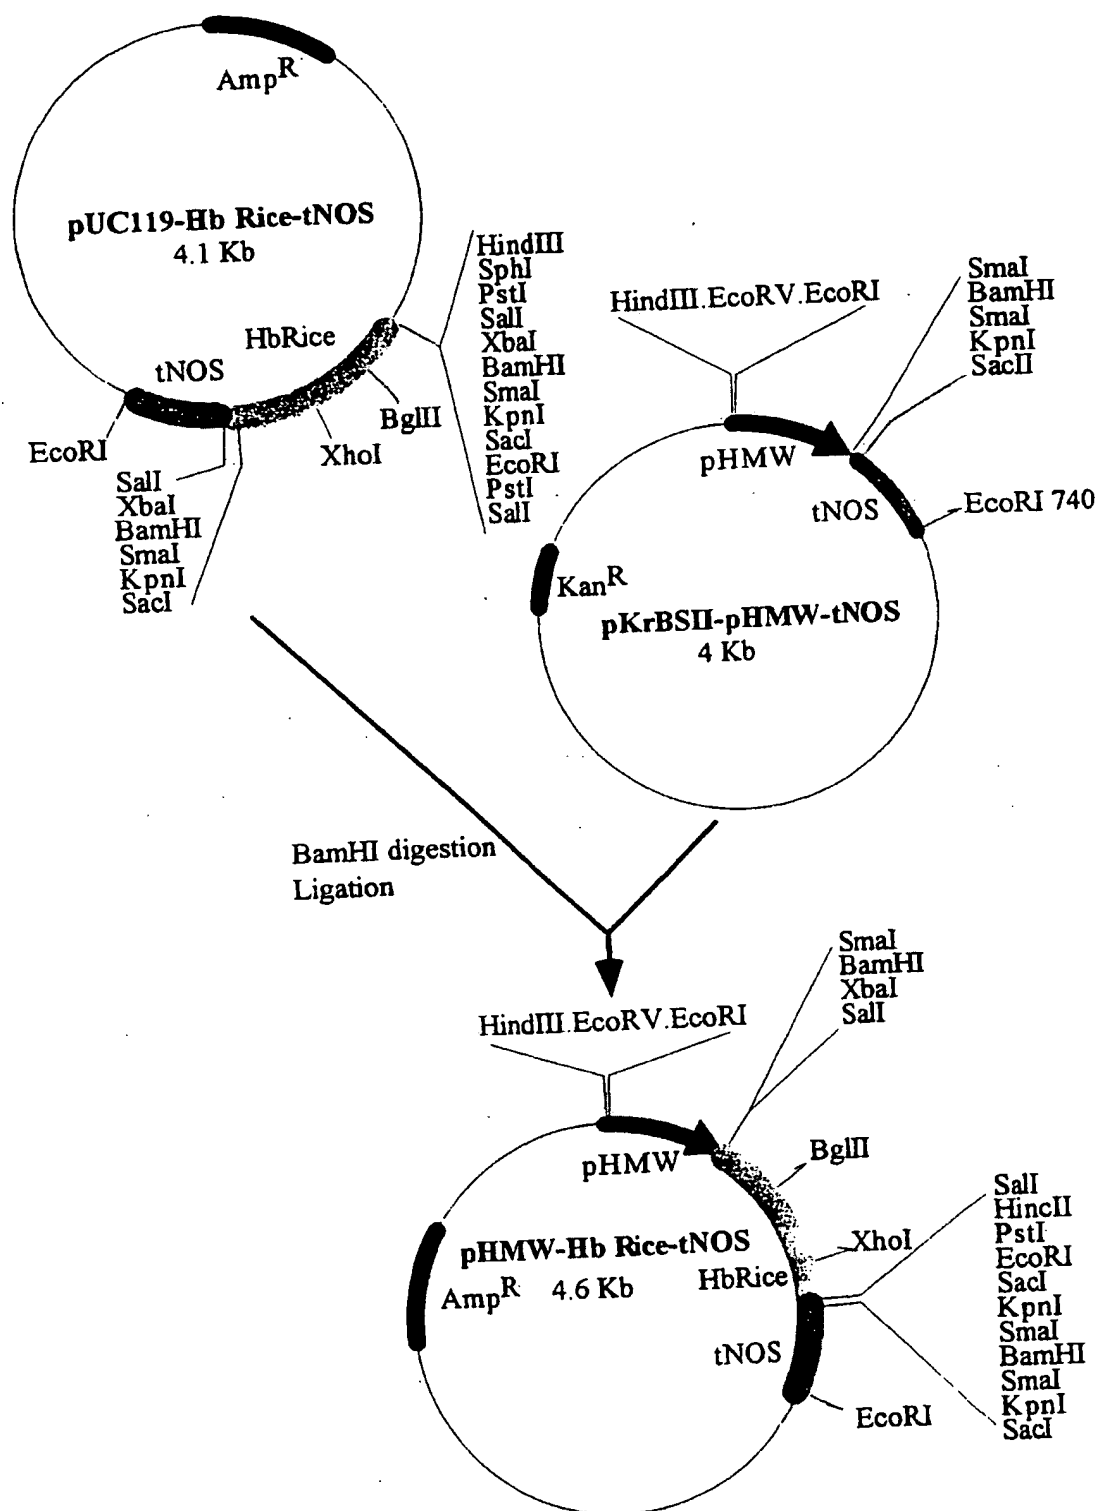 AmpR
pUC119-Hb Rice-tNOS
4.1 Kb
HbRice
tNOS
EcoRI
XhoI
BglII
HindIII
SphI
PstI
SalI
XbaI
BamHI
SmaI
KpnI
SacI
EcoRI
PstI
SalI
SalI
XbaI
BamHI
SmaI
KpnI
SacI
HindIII.EcoRV.EcoRI
SmaI
BamHI
SmaI
KpnI
SacII
pHMW
tNOS
EcoRI 740
KanR
pKrBSII-pHMW-tNOS
4 Kb
BamHI digestion
Ligation
HindIII.EcoRV.EcoRI
SmaI
BamHI
XbaI
SalI
pHMW
BglII
XhoI
pHMW-Hb Rice-tNOS
AmpR
4.6 Kb
HbRice
tNOS
EcoRI
SalI
HincII
PstI
EcoRI
SacI
KpnI
SmaI
BamHI
SmaI
KpnI
SacI